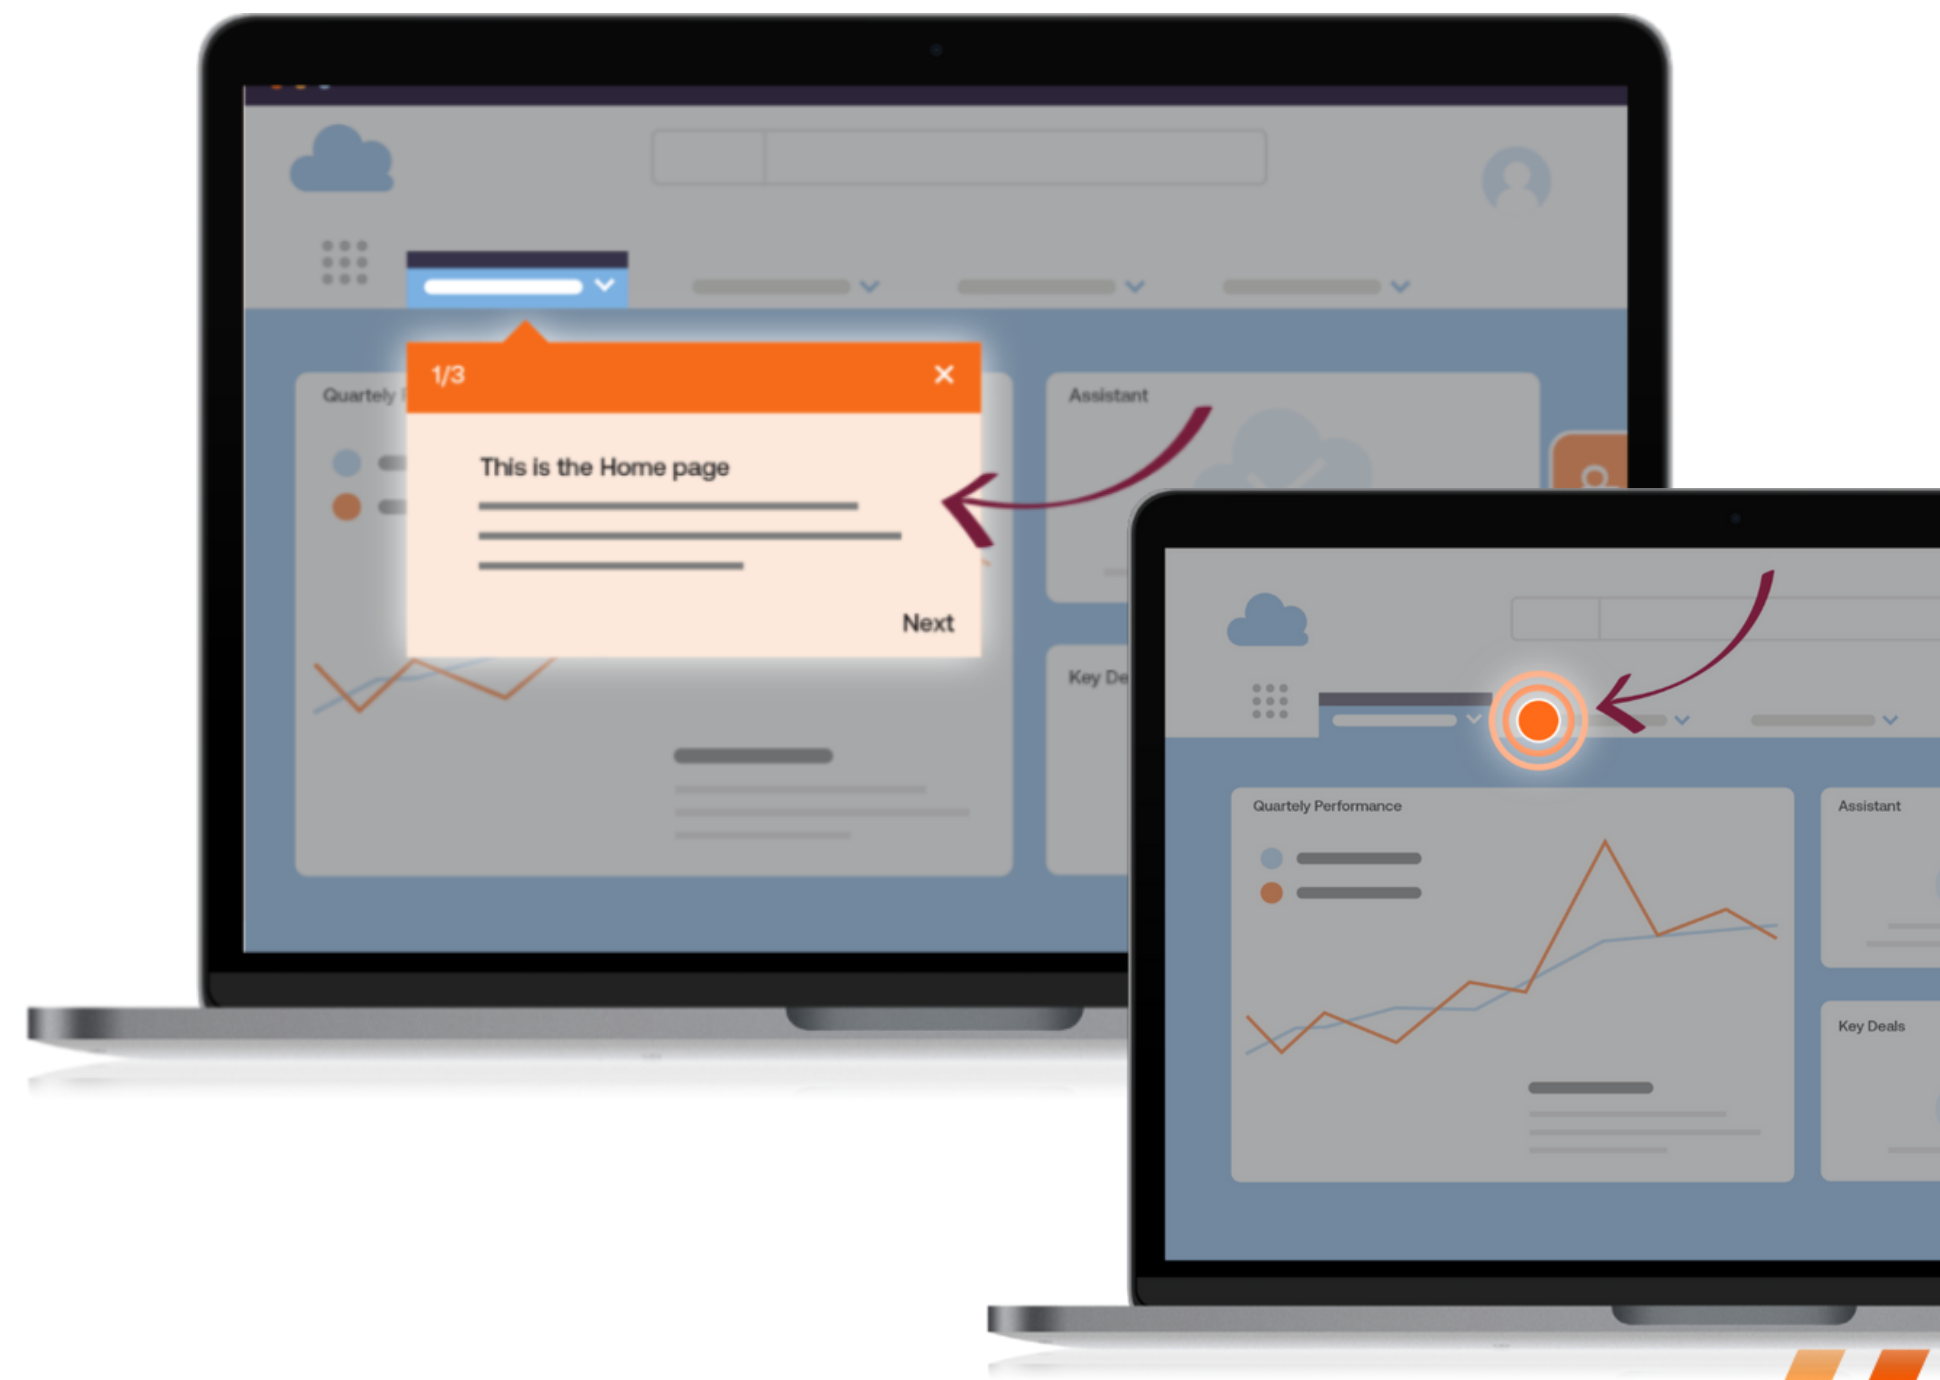 1/3
Quartely
This is the Home page
Next
Assistant
Key De
Quartely Performance
Assistant
Key Deals